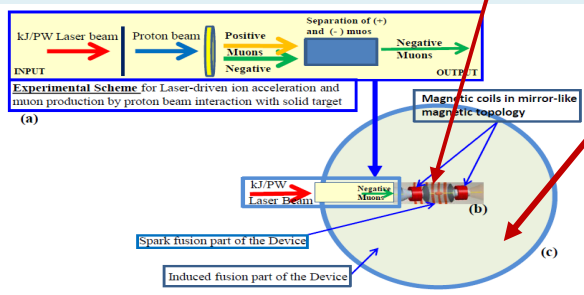 kJ/PW Laser beam
Proton beam
Positive
Muons
Negative
Separation of (+)
and (- ) muos
Negative
Muons
INPUT
OUTPUT
Experimental Scheme for Laser-driven ion acceleration and
muon production by proton beam interaction with solid target
(a)
Magnetic coils in mirror-like
magnetic topology
kJ/PW
Laser Beam
Negative
Muons
(b)
Spark fusion part of the Device
(c)
Induced fusion part of the Device